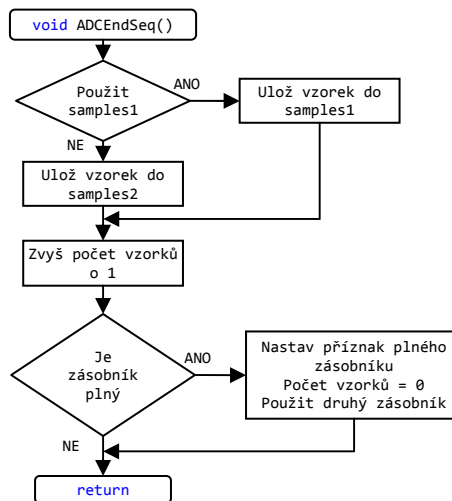 void ADCEndSeq()
Použit
samples1
ANO
Ulož vzorek do
samples1
NE
Ulož vzorek do
samples2
Zvyš počet vzorků
o 1
Je
zásobník
plný
ANO
Nastav příznak plného
zásobníku
Počet vzorků = 0
Použit druhý zásobník
NE
return